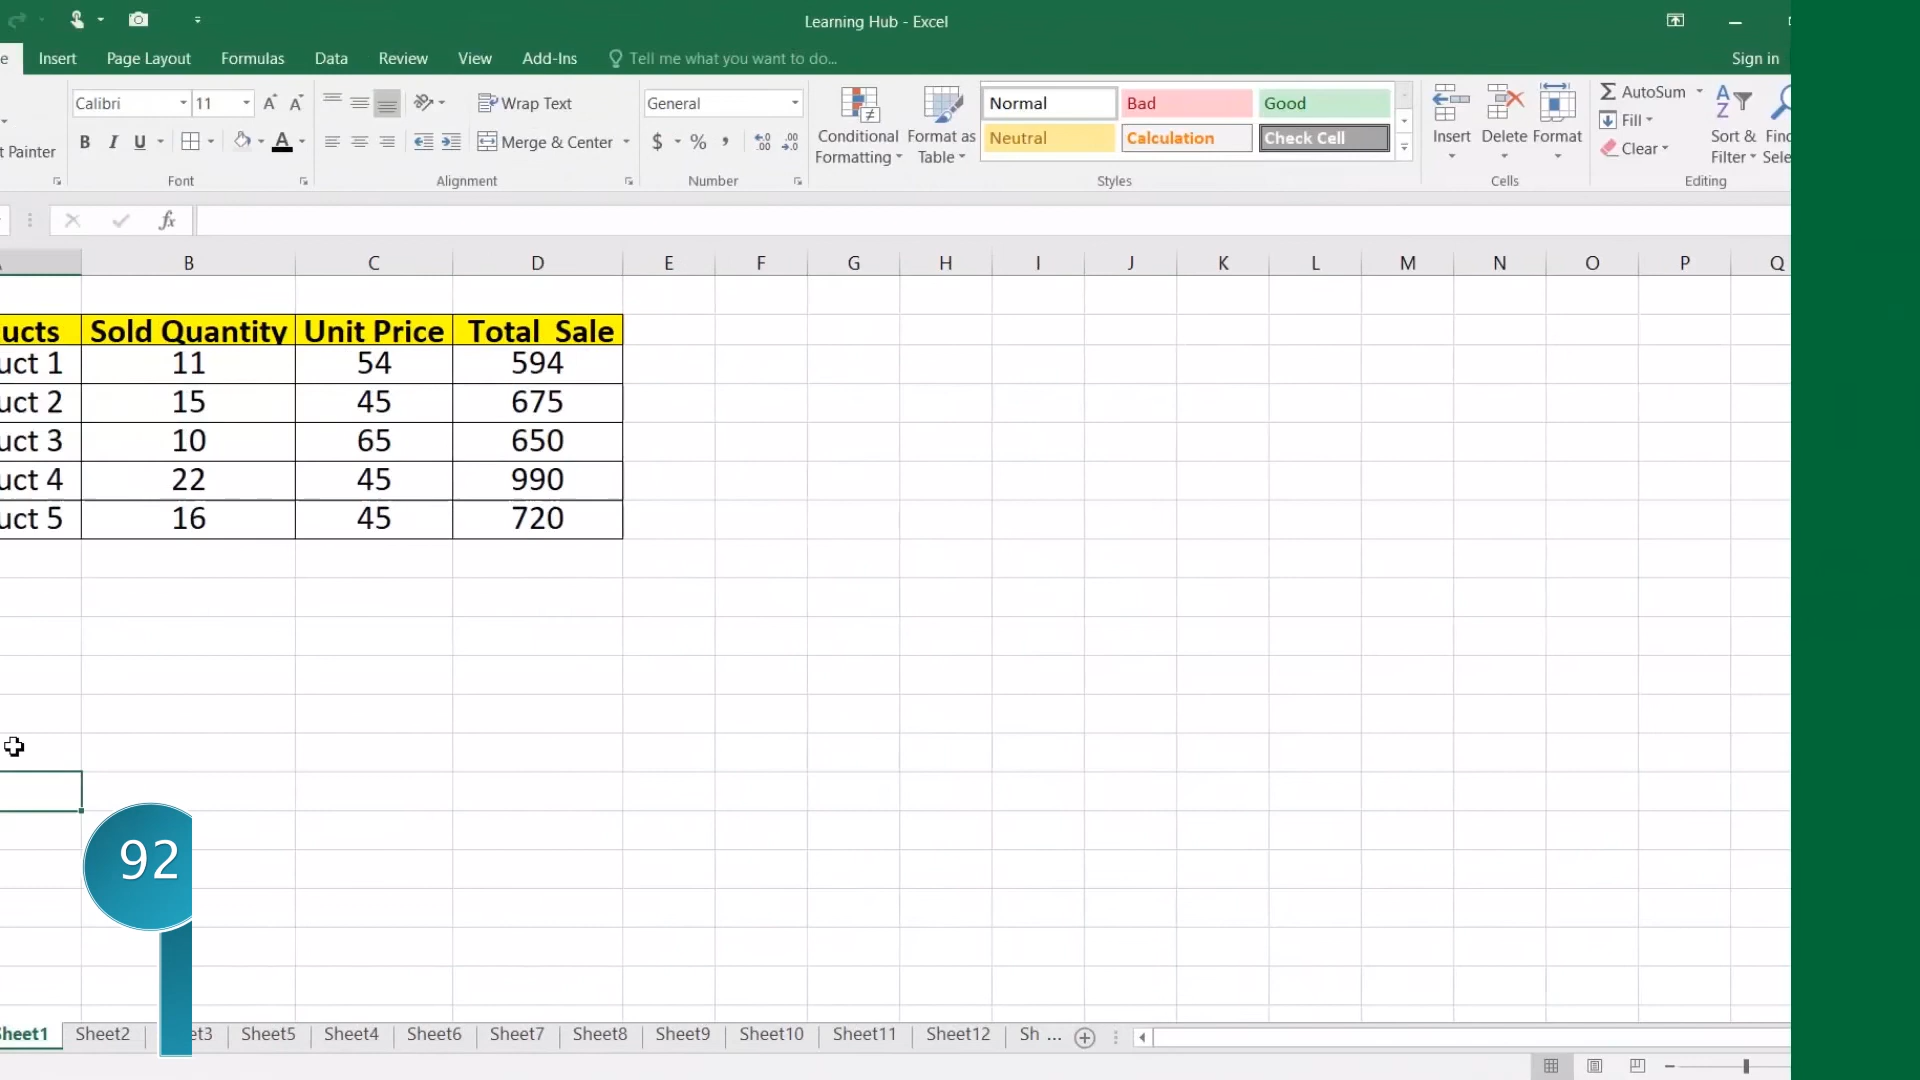 Learning Hub - Excel
Insert Page Layout Formulas Data Review View Add-Ins Tell me what you want to do... Sign in
Calibri 11 Wrap Text General Normal Bad Good AutoSum
Painter B I U Merge & Center $ % , Conditional Formatting Format as Table Neutral Calculation Check Cell Insert Delete Format Fill Clear Sort & Filter
Font Alignment Number Styles Cells Editing
fx
B C D E F G H I J K L M N O P Q
ucts Sold Quantity Unit Price Total Sale
uct 1 11 54 594
uct 2 15 45 675
uct 3 10 65 650
uct 4 22 45 990
uct 5 16 45 720
92
Sheet1 Sheet2 et3 Sheet5 Sheet4 Sheet6 Sheet7 Sheet8 Sheet9 Sheet10 Sheet11 Sheet12 Sh ...